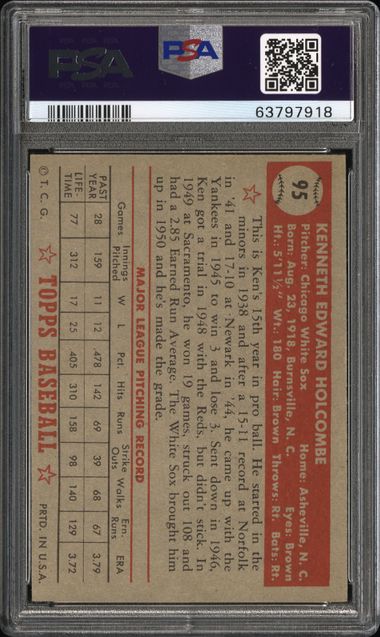 PSA
PSA
63797918
95
KENNETH EDWARD HOLCOMBE
Pitcher: Chicago White Sox Home: Asheville, N. C.
Born: Aug. 23, 1918, Burnsville, N. C. Eyes: Brown
Ht.: 5'11½" Wt.: 180 Hair: Brown Throws: Rt. Bats: Rt.
This is Ken's 15th year in pro ball. He started in the
minors in 1938 and after a 15-11 record at Norfolk
in '41 and 17-10 at Newark in '44, he came up with the
Yankees in 1945 to win 3 and lose 3. Sent down in 1946,
Ken got a trial in 1948 with the Reds, but didn't stick. In
1949 at Sacramento, he won 19 games, struck out 108 and
had a 2.85 Earned Run Average. The White Sox brought him
up in 1950 and he's made the grade.
MAJOR LEAGUE PITCHING RECORD
Games Innings Pitched W L Pct. Hits Runs Strike Outs Walks Ern. Runs ERA
PAST YEAR 28 159 11 12 .478 142 69 39 68 67 3.79
LIFE-TIME 77 312 17 25 .405 310 158 98 140 129 3.72
© T. C. G. TOPPS BASEBALL PRTD. IN U.S.A.